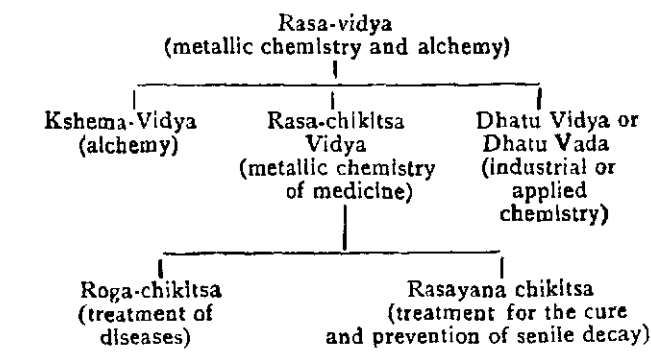 Rasa-vidya
(metallic chemistry and alchemy)
Kshema-Vidya
(alchemy)
Rasa-chikitsa
Vidya
(metallic chemistry
of medicine)
Dhatu Vidya or
Dhatu Vada
(industrial or
applied
chemistry)
Roga-chikitsa
(treatment of
diseases)
Rasayana chikitsa
(treatment for the cure
and prevention of senile decay)